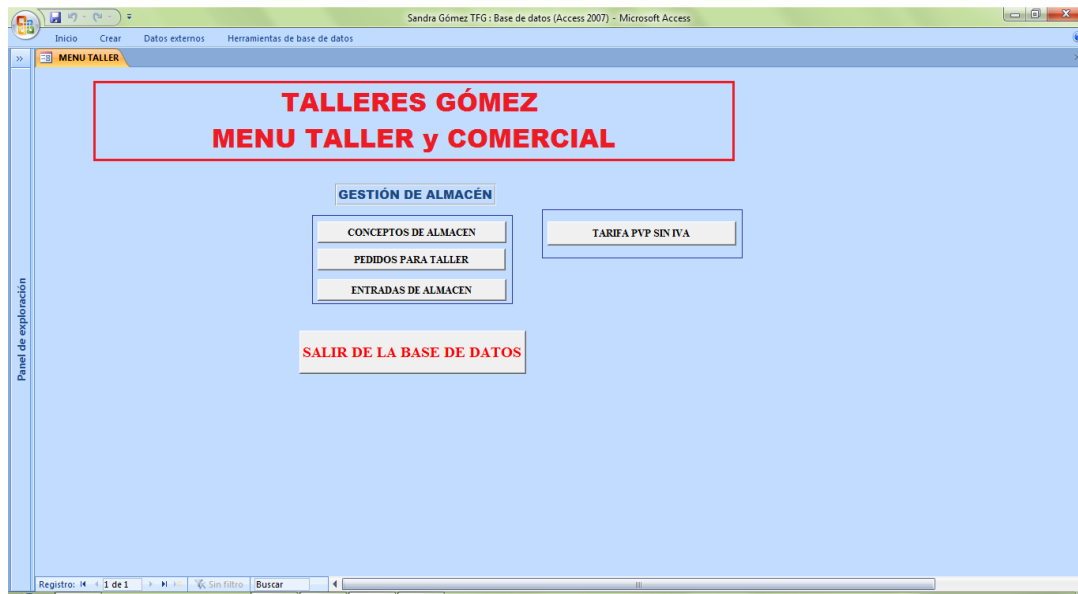 Sandra Gómez TFG : Base de datos (Access 2007) - Microsoft Access
Inicio Crear Datos externos Herramientas de base de datos
» MENU TALLER
TALLERES GÓMEZ
MENU TALLER y COMERCIAL
GESTIÓN DE ALMACÉN
CONCEPTOS DE ALMACEN
TARIFA PVP SIN IVA
PEDIDOS PARA TALLER
ENTRADAS DE ALMACEN
SALIR DE LA BASE DE DATOS
Panel de exploración
Registro: 1 de 1 Sin filtro Buscar